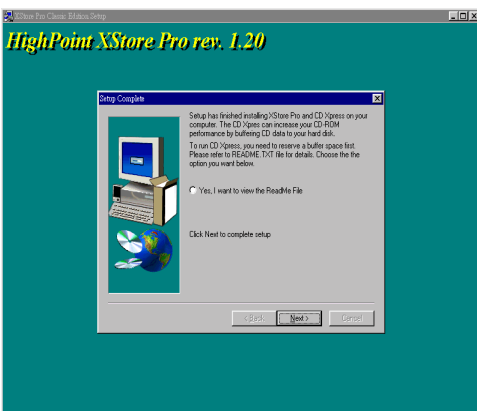 XStore Pro Classic Edition Setup
HighPoint XStore Pro rev. 1.20
Setup Complete
Setup has finished installing XStore Pro and CD Xpress on your
computer. The CD Xpres can increase your CD-ROM
performance by buffering CD data to your hard disk.
To run CD Xpress, you need to reserve a buffer space first.
Please refer to README.TXT file for details. Choose the the
option you want below.
Yes, I want to view the ReadMe File
Click Next to complete setup
< Back
Next >
Cancel